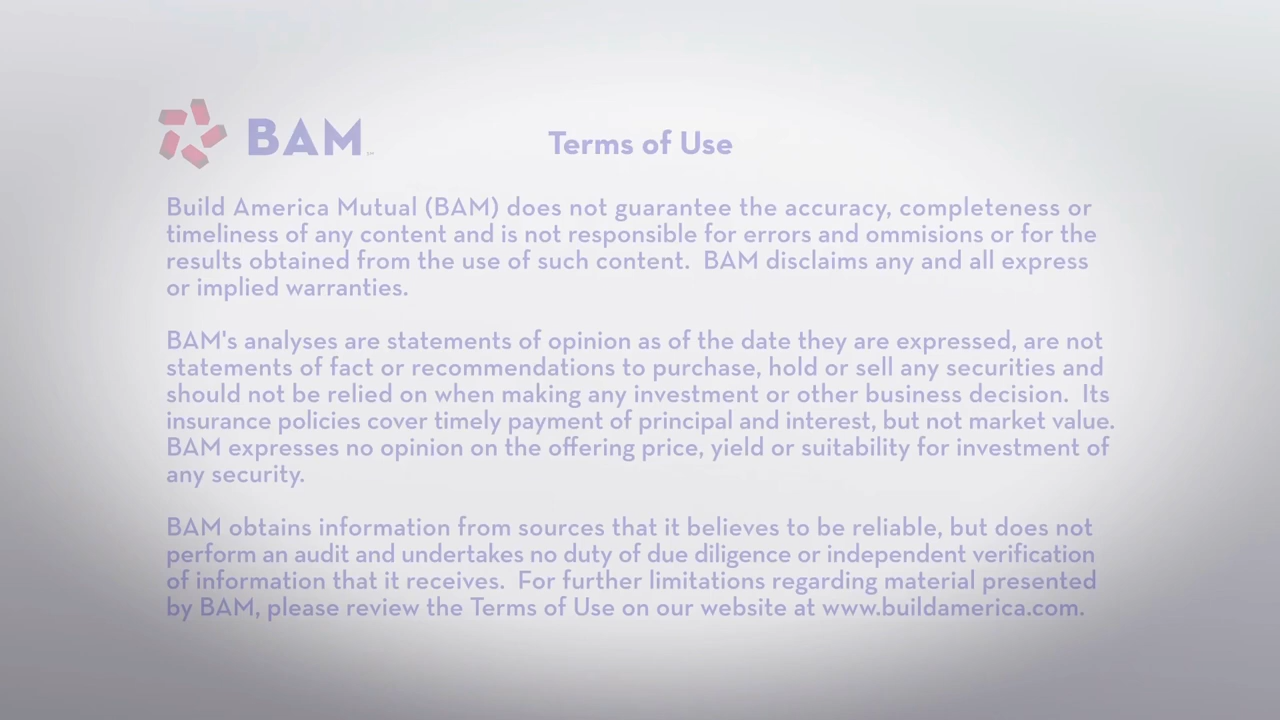 BAM
Terms of Use
Build America Mutual (BAM) does not guarantee the accuracy, completeness or
timeliness of any content and is not responsible for errors and ommisions or for the
results obtained from the use of such content.  BAM disclaims any and all express
or implied warranties.
BAM's analyses are statements of opinion as of the date they are expressed, are not
statements of fact or recommendations to purchase, hold or sell any securities and
should not be relied on when making any investment or other business decision.  Its
insurance policies cover timely payment of principal and interest, but not market value.
BAM expresses no opinion on the offering price, yield or suitability for investment of
any security.
BAM obtains information from sources that it believes to be reliable, but does not
perform an audit and undertakes no duty of due diligence or independent verification
of information that it receives.  For further limitations regarding material presented
by BAM, please review the Terms of Use on our website at www.buildamerica.com.